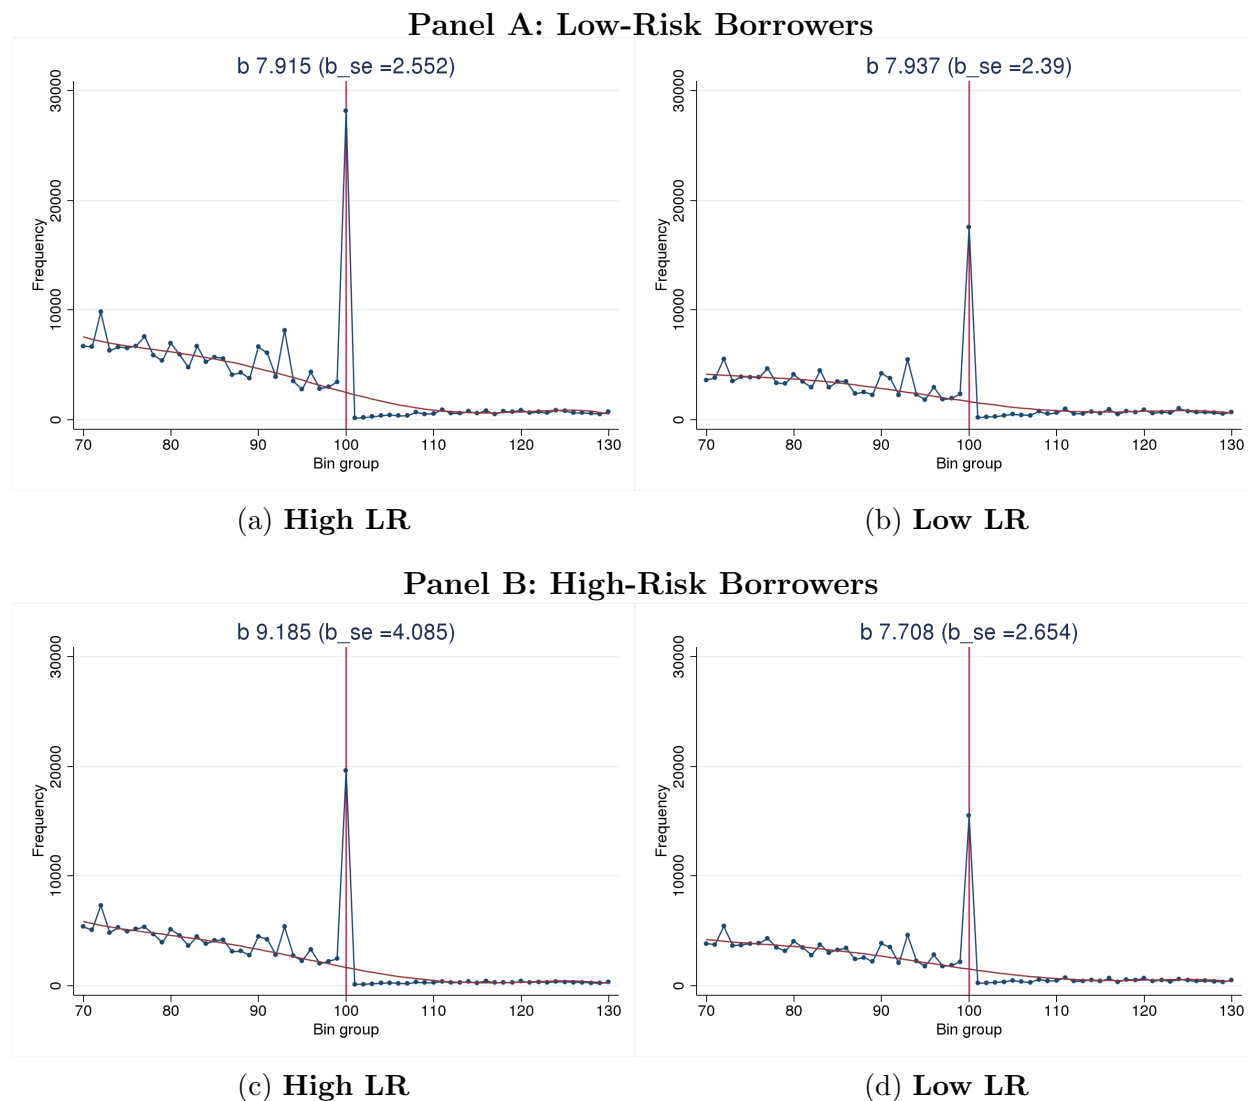 Panel A: Low-Risk Borrowers
b 7.915 (b_se =2.552)
30000
20000
10000
0
Frequency
70 80 90 100 110 120 130
Bin group
(a) High LR
b 7.937 (b_se =2.39)
30000
20000
10000
0
Frequency
70 80 90 100 110 120 130
Bin group
(b) Low LR
Panel B: High-Risk Borrowers
b 9.185 (b_se =4.085)
30000
20000
10000
0
Frequency
70 80 90 100 110 120 130
Bin group
(c) High LR
b 7.708 (b_se =2.654)
30000
20000
10000
0
Frequency
70 80 90 100 110 120 130
Bin group
(d) Low LR